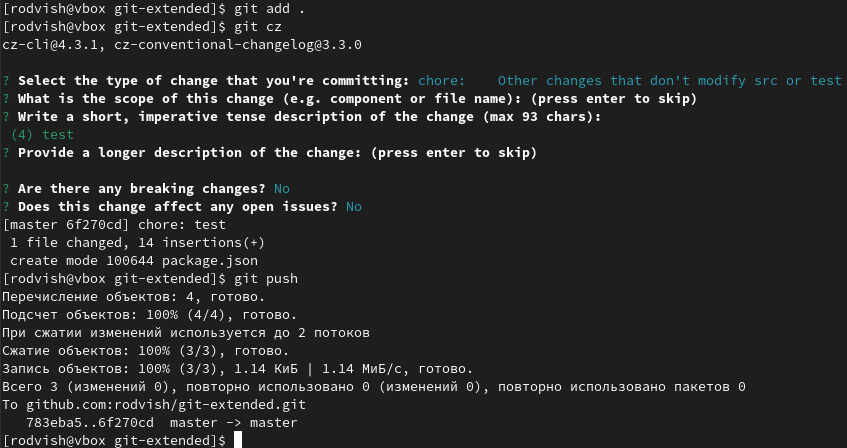 [rodvish@vbox git-extended]$ git add .
[rodvish@vbox git-extended]$ git cz
cz-cli@4.3.1, cz-conventional-changelog@3.3.0
? Select the type of change that you're committing: chore:    Other changes that don't modify src or test
? What is the scope of this change (e.g. component or file name): (press enter to skip)
? Write a short, imperative tense description of the change (max 93 chars):
(4) test
? Provide a longer description of the change: (press enter to skip)
? Are there any breaking changes? No
? Does this change affect any open issues? No
[master 6f270cd] chore: test
1 file changed, 14 insertions(+)
create mode 100644 package.json
[rodvish@vbox git-extended]$ git push
Перечисление объектов: 4, готово.
Подсчет объектов: 100% (4/4), готово.
При сжатии изменений используется до 2 потоков
Сжатие объектов: 100% (3/3), готово.
Запись объектов: 100% (3/3), 1.14 КиБ | 1.14 МиБ/с, готово.
Всего 3 (изменений 0), повторно использовано 0 (изменений 0), повторно использовано пакетов 0
To github.com:rodvish/git-extended.git
783eba5..6f270cd  master -> master
[rodvish@vbox git-extended]$